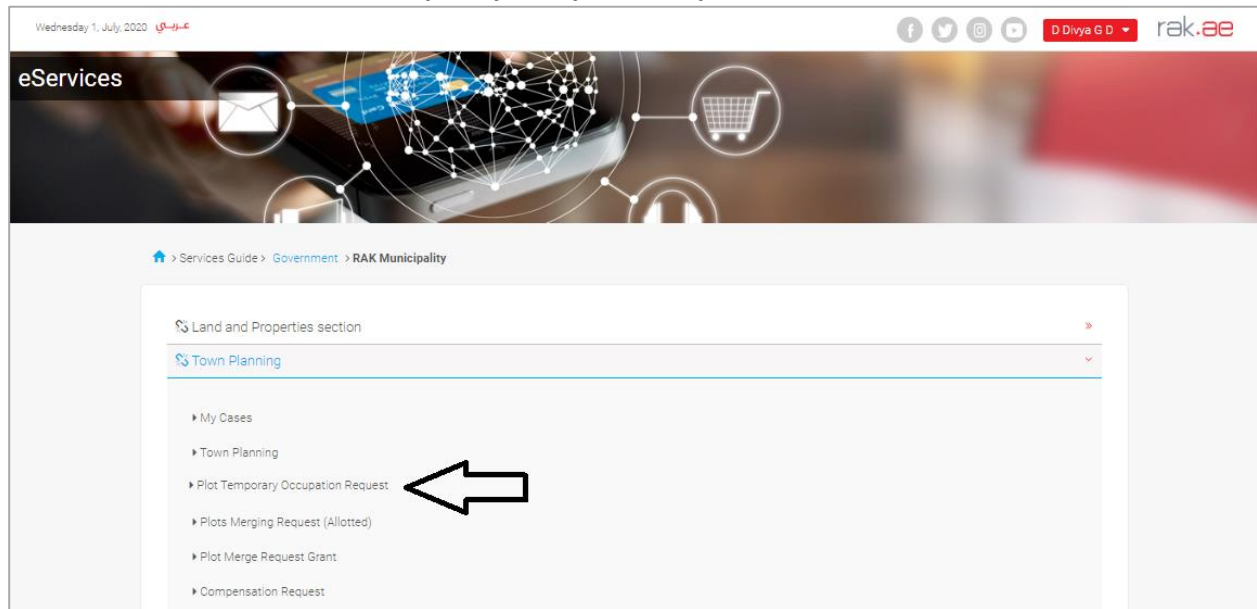 Wednesday 1, July, 2020 عـربـي D Divya G D rak.ae
eServices
> Services Guide > Government > RAK Municipality
Land and Properties section »
Town Planning
My Cases
Town Planning
Plot Temporary Occupation Request
Plots Merging Request (Allotted)
Plot Merge Request Grant
Compensation Request